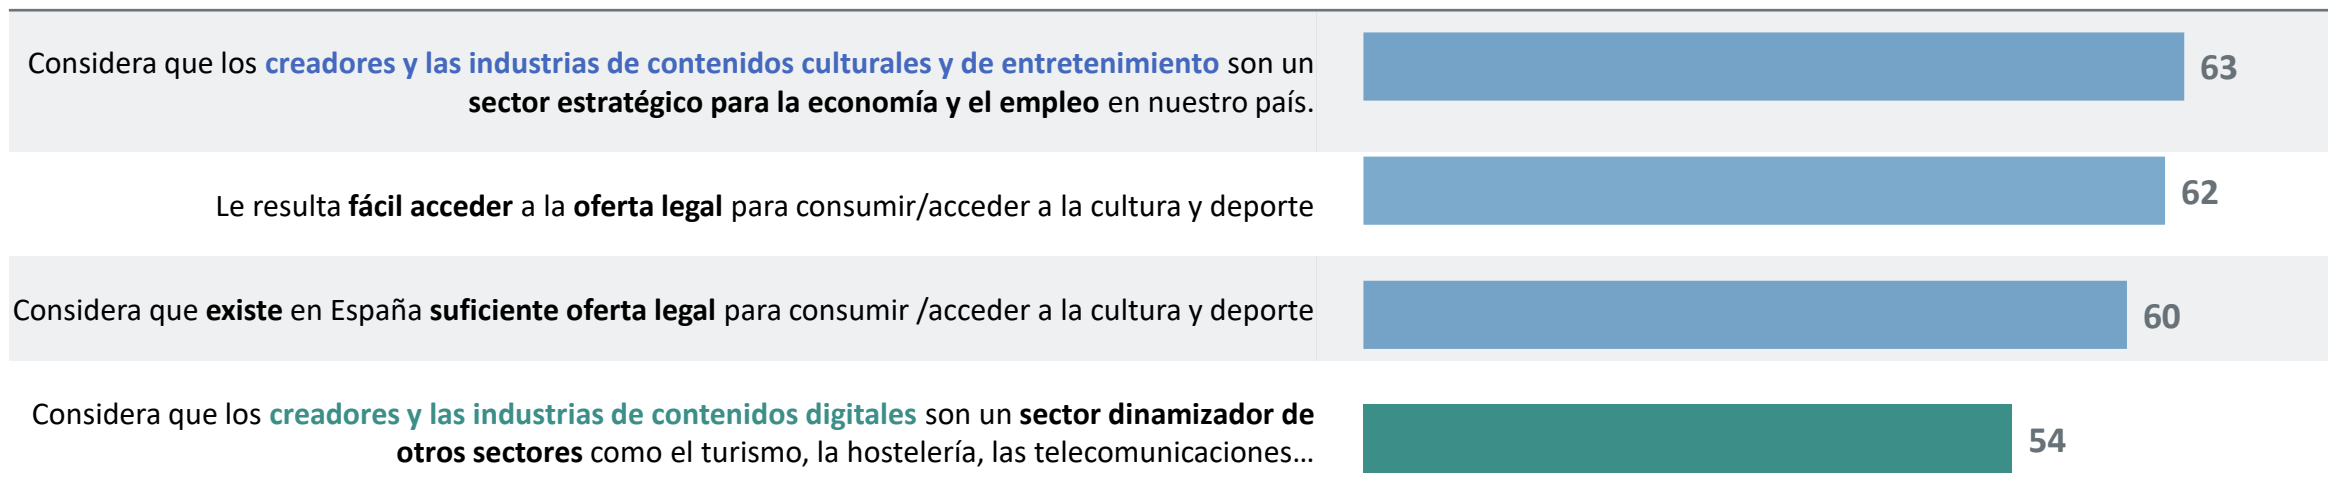 Considera que los creadores y las industrias de contenidos culturales y de entretenimiento son un
sector estratégico para la economía y el empleo en nuestro país.
63
Le resulta fácil acceder a la oferta legal para consumir/acceder a la cultura y deporte
62
Considera que existe en España suficiente oferta legal para consumir /acceder a la cultura y deporte
60
Considera que los creadores y las industrias de contenidos digitales son un sector dinamizador de
otros sectores como el turismo, la hostelería, las telecomunicaciones...
54